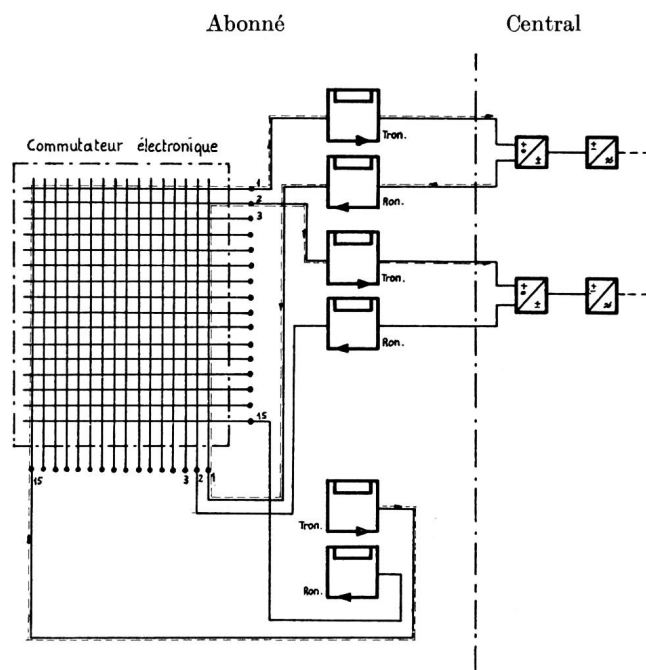 Abonné Central
Commutateur électronique
Tron.
Ron.
Tron.
Ron.
1
2
3
15
15 3 2 1
Tron.
Ron.